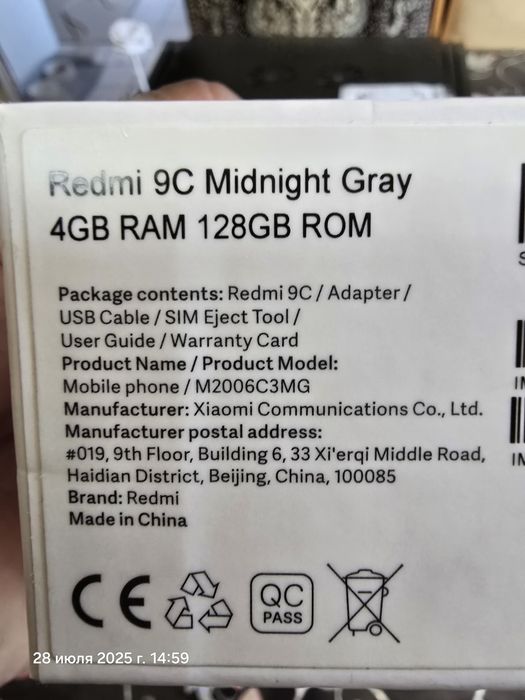 Redmi 9C Midnight Gray
4GB RAM 128GB ROM
Package contents: Redmi 9C / Adapter /
USB Cable / SIM Eject Tool /
User Guide / Warranty Card
Product Name / Product Model:
Mobile phone / M2006C3MG
Manufacturer: Xiaomi Communications Co., Ltd.
Manufacturer postal address:
#019, 9th Floor, Building 6, 33 Xi'erqi Middle Road,
Haidian District, Beijing, China, 100085
Brand: Redmi
Made in China
CE
QC
PASS
28 июля 2025 г. 14:59